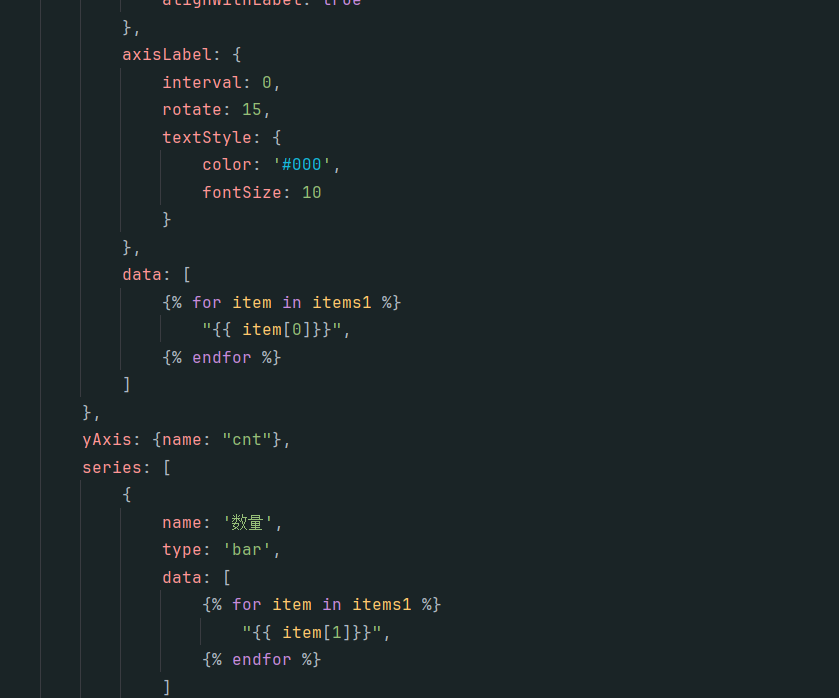 alignWithLabel: true
},
axisLabel: {
interval: 0,
rotate: 15,
textStyle: {
color: '#000',
fontSize: 10
}
},
data: [
{% for item in items1 %}
"{{ item[0]}}",
{% endfor %}
]
},
yAxis: {name: "cnt"},
series: [
{
name: '数量',
type: 'bar',
data: [
{% for item in items1 %}
"{{ item[1]}}",
{% endfor %}
]